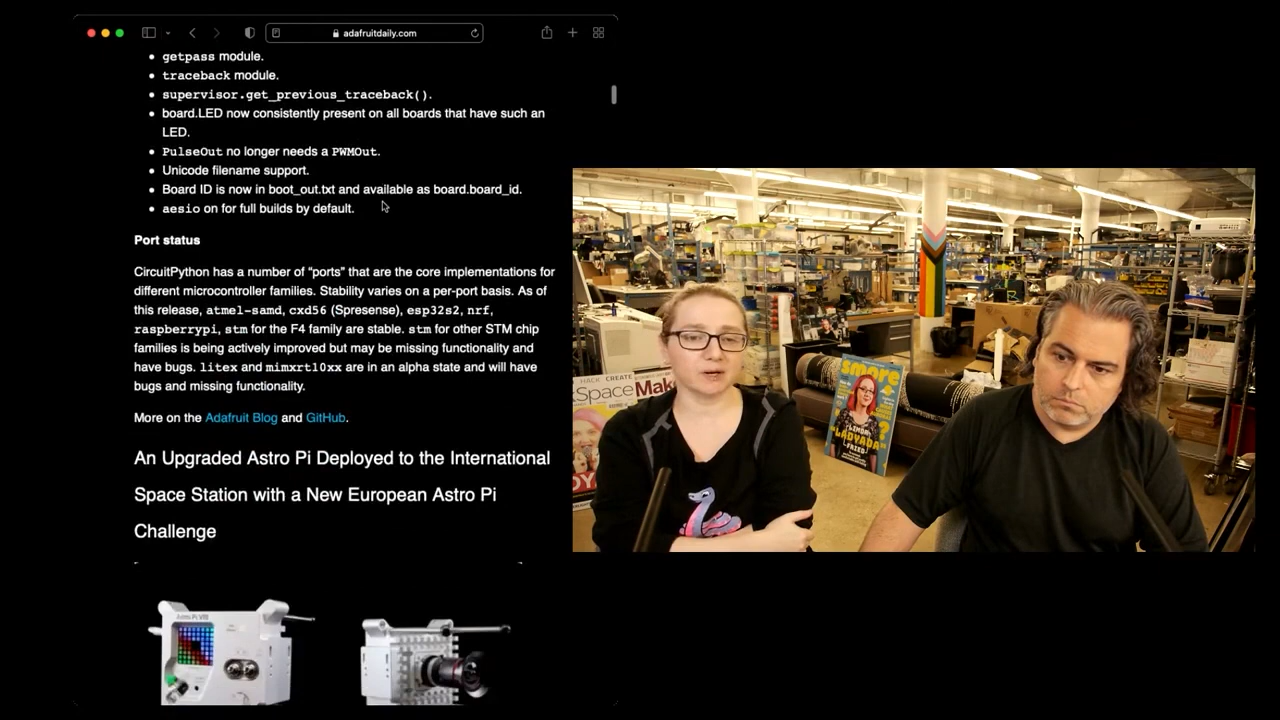 adafruitdaily.com
getpass module.
traceback module.
supervisor.get_previous_traceback().
board.LED now consistently present on all boards that have such an
LED.
PulseOut no longer needs a PWMOut.
Unicode filename support.
Board ID is now in boot_out.txt and available as board.board_id.
aesio on for full builds by default.
Port status
CircuitPython has a number of “ports” that are the core implementations for
different microcontroller families. Stability varies on a per-port basis. As of
this release, atmel-samd, cxd56 (Spresense), esp32s2, nrf,
raspberrypi, stm for the F4 family are stable. stm for other STM chip
families is being actively improved but may be missing functionality and
have bugs. litex and mimxrt10xx are in an alpha state and will have
bugs and missing functionality.
More on the Adafruit Blog and GitHub.
An Upgraded Astro Pi Deployed to the International
Space Station with a New European Astro Pi
Challenge
HACK CREATE
kSpace Mak
smore
?
LIMOR
LADYADA
FRIED